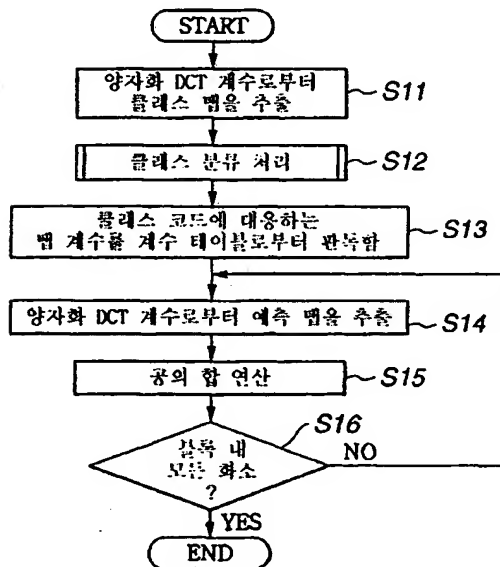 START
양자화 DCT 계수로부터
클래스 탭을 추출
S11
클래스 분류 처리
S12
클래스 코드에 대응하는
탭 계수를 계수 테이블로부터 판독함
S13
양자화 DCT 계수로부터 예측 탭을 추출
S14
공의 합 연산
S15
블록 내
모든 화소
?
S16
NO
YES
END